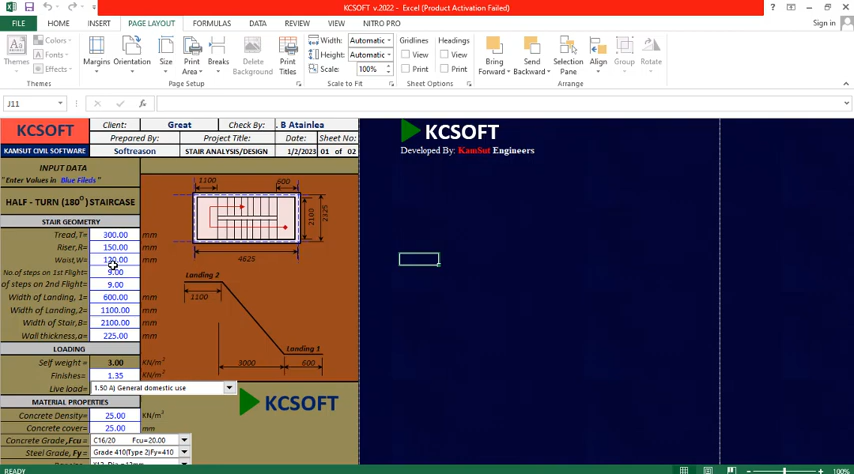 KCSOFT v.2022 - Excel (Product Activation Failed)
FILE HOME INSERT PAGE LAYOUT FORMULAS DATA REVIEW VIEW NITRO PRO Sign in
Themes Colors Fonts Effects
Margins Orientation Size Print Area Breaks Delete Background Print Titles
Width: Automatic
Height: Automatic
Scale: 100%
Gridlines Headings
View View
Print Print
Bring Forward Send Backward Selection Pane Align Group Rotate
Themes Page Setup Scale to Fit Sheet Options Arrange
J11 fx
KCSOFT
KAMSUT CIVIL SOFTWARE
Client: Great Check By: . B Atainlea
Prepared By: Project Title: Date: Sheet No:
Softreason STAIR ANALYSIS/DESIGN 1/2/2023 01 of 02
KCSOFT
Developed By: KamSut Engineers
INPUT DATA
"Enter Values in Blue Fileds"
HALF - TURN (180°) STAIRCASE
STAIR GEOMETRY
Tread,T= 300.00 mm
Riser,R= 150.00 mm
Waist,W= 120.00 mm
No.of steps on 1st Flight= 9.00
of steps on 2nd Flight= 9.00
Width of Landing, 1= 600.00 mm
Width of Landing,2= 1100.00 mm
Width of Stair,B= 2100.00 mm
Wall thickness,a= 225.00 mm
LOADING
Self weight = 3.00 KN/m²
Finishes= 1.35 KN/m²
Live load= 1.50 A) General domestic use
MATERIAL PROPERTIES
Concrete Density= 25.00 KN/m³
Concrete cover= 25.00 mm
Concrete Grade,Fcu= C16/20 Fcu=20.00
Steel Grade, Fy= Grade 410(Type 2)Fy=410
1100 600
2100 2325
4625
Landing 2
1100
Landing 1
3000 600
KCSOFT
READY 100%